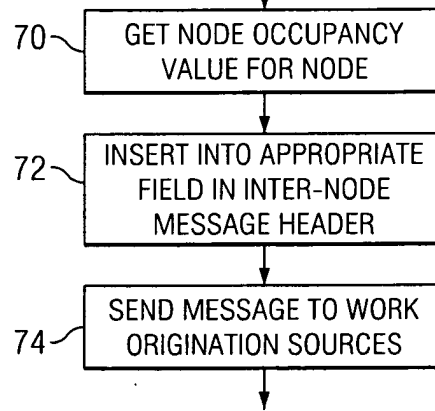 70
GET NODE OCCUPANCY
VALUE FOR NODE
72
INSERT INTO APPROPRIATE
FIELD IN INTER-NODE
MESSAGE HEADER
74
SEND MESSAGE TO WORK
ORIGINATION SOURCES